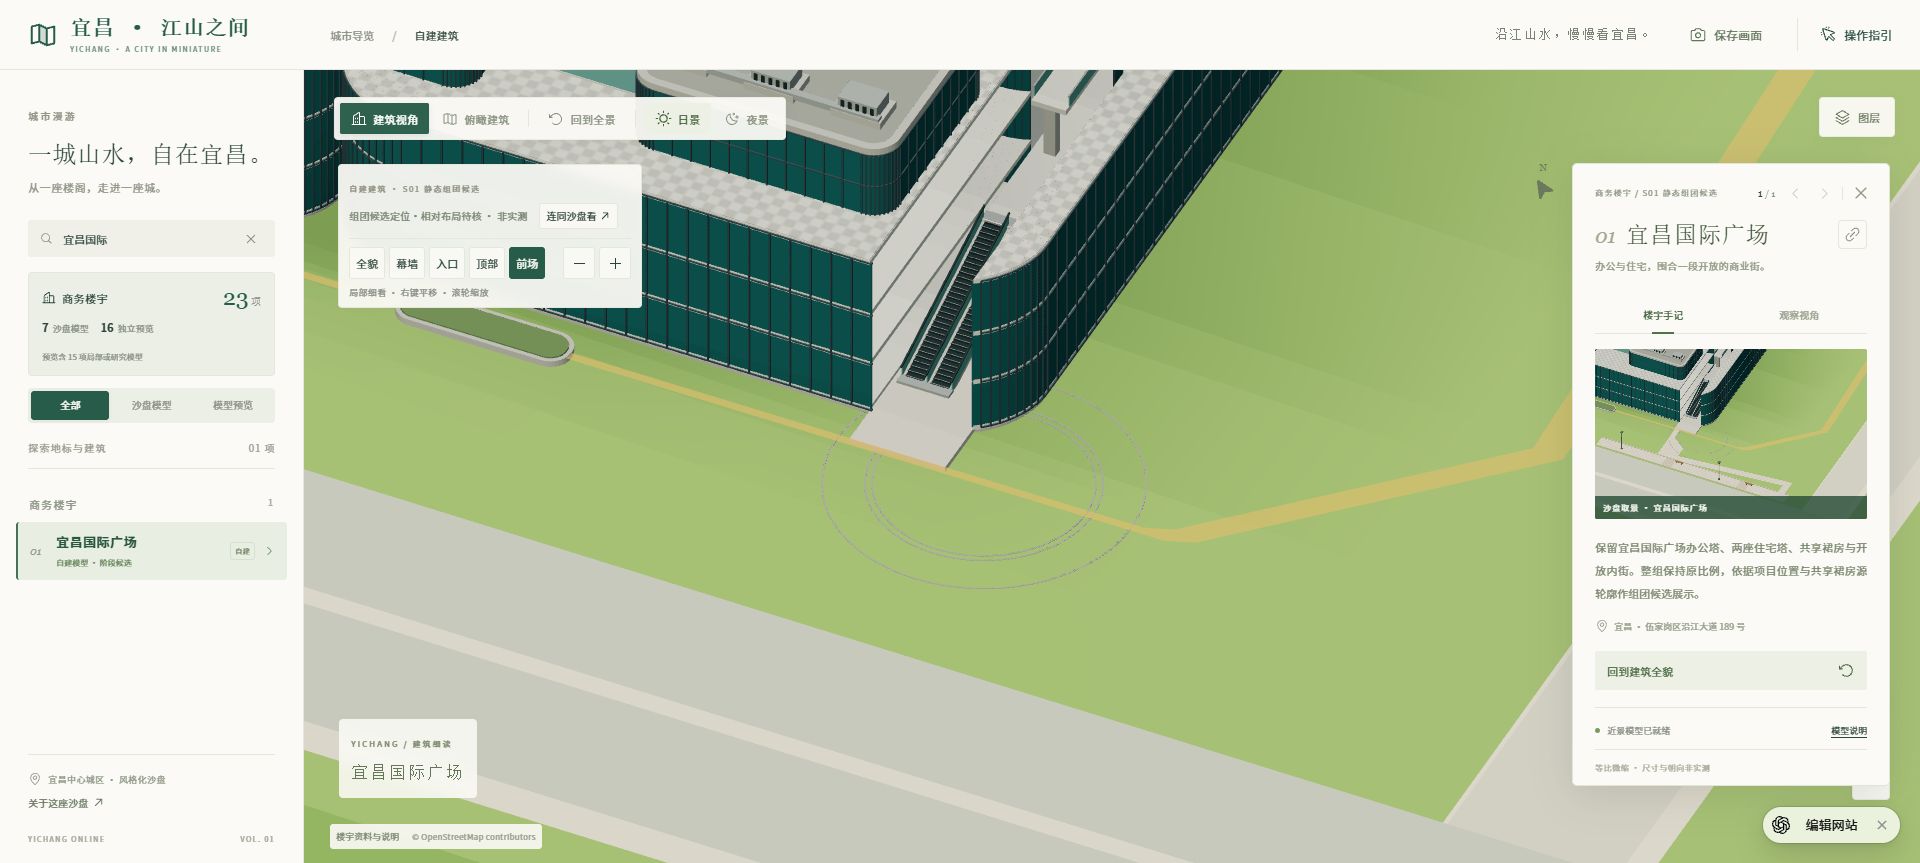 宜昌 · 江山之间
YICHANG · A CITY IN MINIATURE
城市导览 / 自建建筑
沿江山水，慢慢看宜昌。
保存画面
操作指引
城市漫游
一城山水，自在宜昌。
从一座楼阁，走进一座城。
宜昌国际
商务楼宇
23 项
7 沙盘模型 16 独立预览
预览含 15 项局部或研究模型
全部
沙盘模型
模型预览
探索地标与建筑
01 项
商务楼宇
1
01
宜昌国际广场
自建模型 · 阶段候选
自建
宜昌中心城区 · 风格化沙盘
关于这座沙盘
YICHANG ONLINE
VOL. 01
建筑视角
俯瞰建筑
回到全景
日景
夜景
自建建筑 · S01 静态组团候选
组团候选定位 · 相对布局待核 · 非实测
连同沙盘看
全貌
幕墙
入口
顶部
前场
局部细看 · 右键平移 · 滚轮缩放
YICHANG / 建筑细读
宜昌国际广场
楼宇资料与说明
© OpenStreetMap contributors
图层
N
商务楼宇 / S01 静态组团候选
1 / 1
01 宜昌国际广场
办公与住宅，围合一段开放的商业街。
楼宇手记
观察视角
沙盘取景 · 宜昌国际广场
保留宜昌国际广场办公塔、两座住宅塔、共享裙房与开
放内街。整组保持原比例，依据项目位置与共享裙房源
轮廓作组团候选展示。
宜昌 · 伍家岗区沿江大道 189 号
回到建筑全貌
近景模型已就绪
模型说明
等比微缩 · 尺寸与朝向非实测
编辑网站